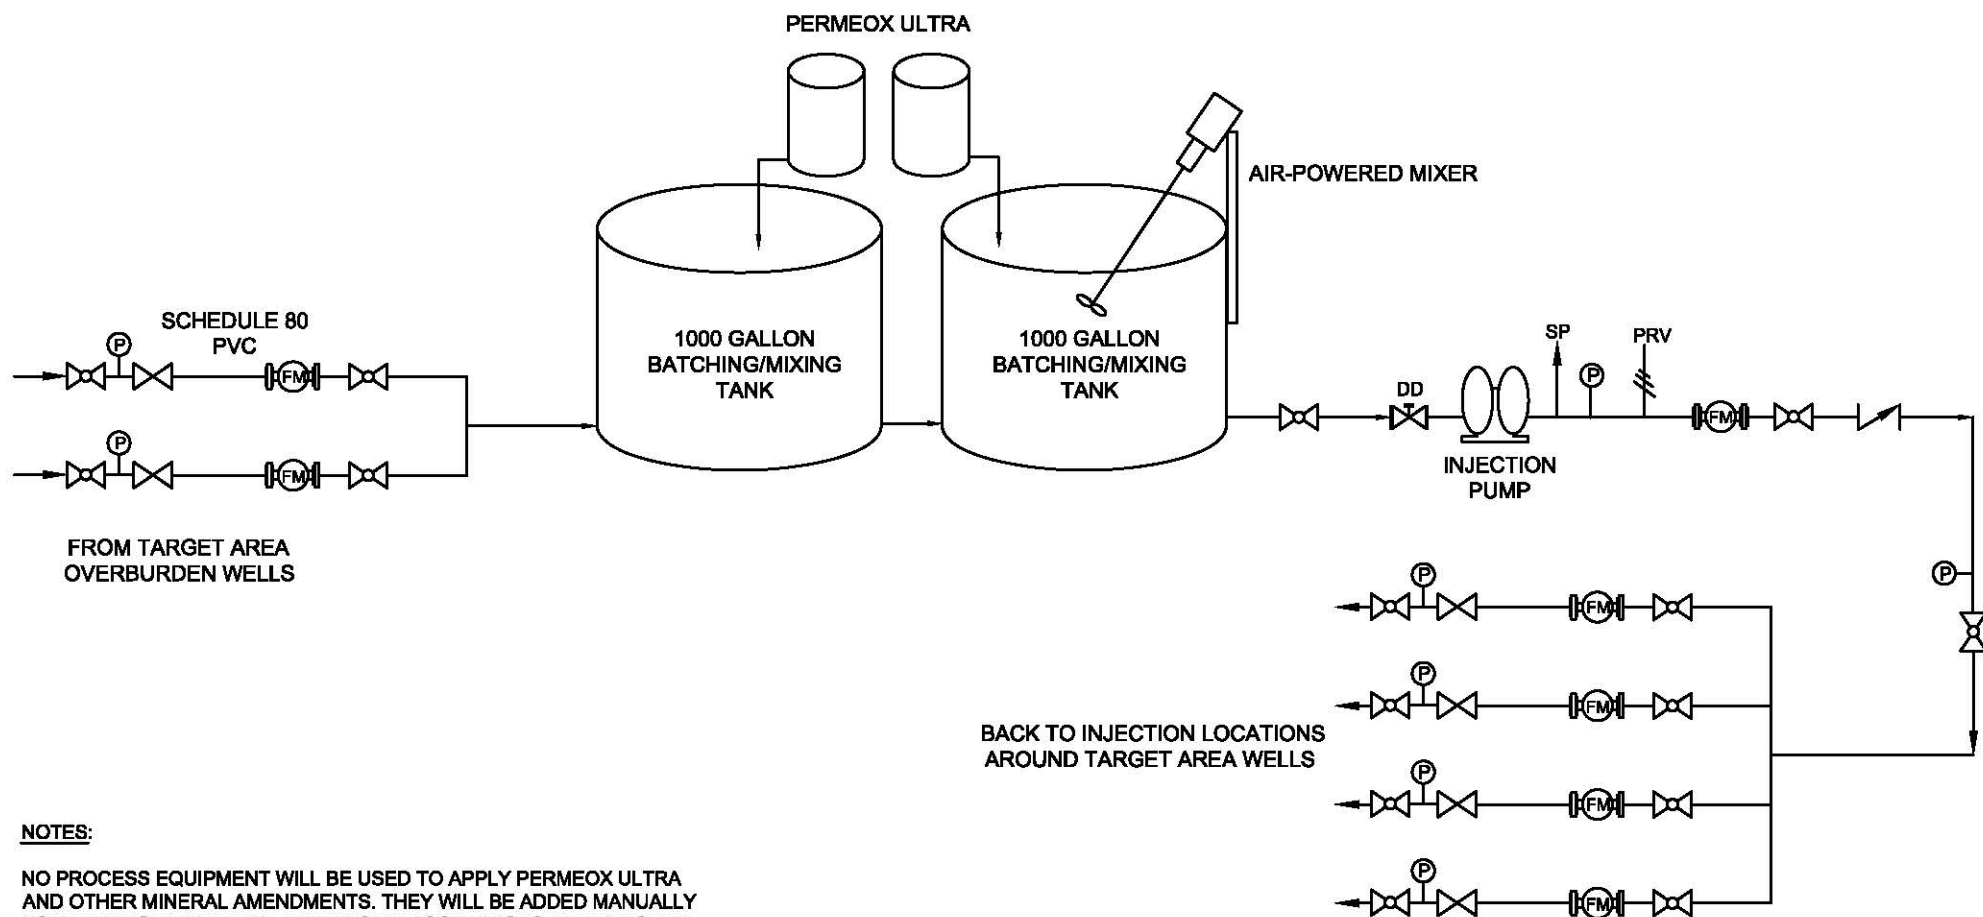 PERMEOX ULTRA
AIR-POWERED MIXER
SCHEDULE 80
PVC
P
FM
P
FM
FROM TARGET AREA
OVERBURDEN WELLS
1000 GALLON
BATCHING/MIXING
TANK
1000 GALLON
BATCHING/MIXING
TANK
SP
PRV
P
DD
FM
INJECTION
PUMP
P
P
FM
P
FM
BACK TO INJECTION LOCATIONS
AROUND TARGET AREA WELLS
P
FM
P
FM
NOTES:
NO PROCESS EQUIPMENT WILL BE USED TO APPLY PERMEOX ULTRA
AND OTHER MINERAL AMENDMENTS. THEY WILL BE ADDED MANUALLY